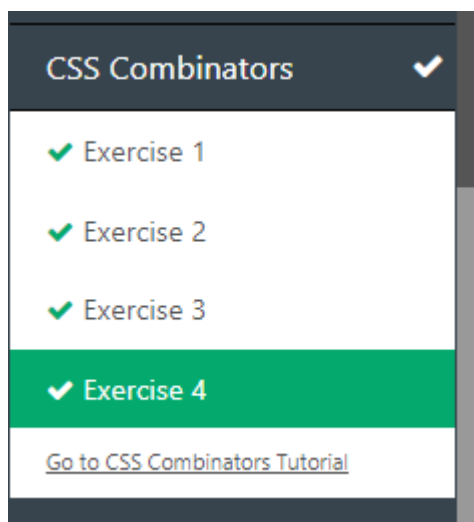 CSS Combinators
Exercise 1
Exercise 2
Exercise 3
Exercise 4
Go to CSS Combinators Tutorial